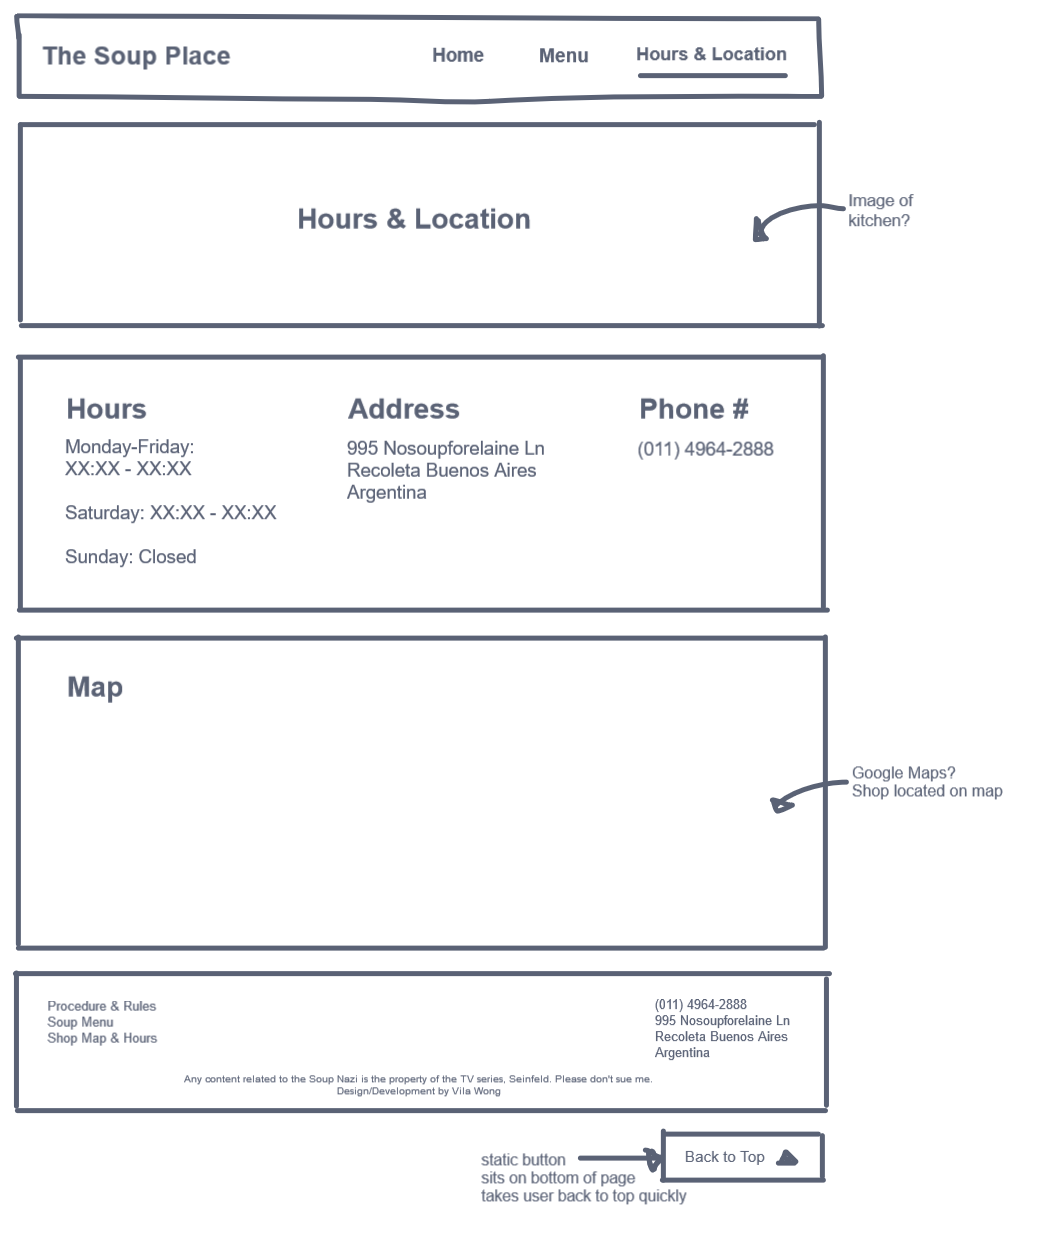 The Soup Place
Home
Menu
Hours & Location
Hours & Location
Image of
kitchen?
Hours
Monday-Friday:
XX:XX - XX:XX
Saturday: XX:XX - XX:XX
Sunday: Closed
Address
995 Nosoupforelaine Ln
Recoleta Buenos Aires
Argentina
Phone #
(011) 4964-2888
Map
Google Maps?
Shop located on map
Procedure & Rules
Soup Menu
Shop Map & Hours
(011) 4964-2888
995 Nosoupforelaine Ln
Recoleta Buenos Aires
Argentina
Any content related to the Soup Nazi is the property of the TV series, Seinfeld. Please don't sue me.
Design/Development by Vila Wong
Back to Top
static button
sits on bottom of page
takes user back to top quickly